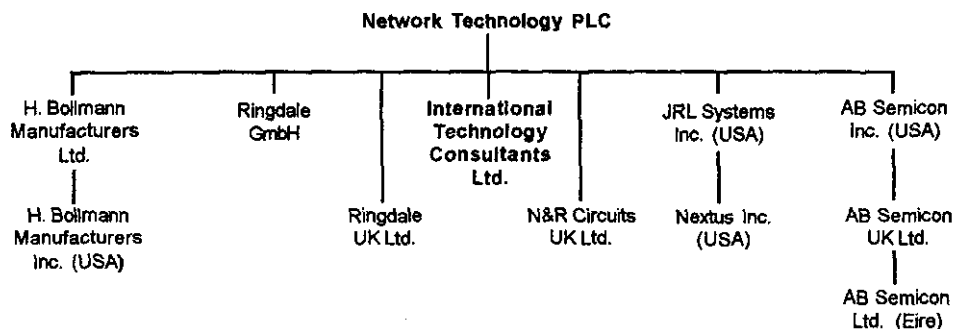 Network Technology PLC
H. Bollmann
Manufacturers
Ltd.
Ringdale
GmbH
International
Technology
Consultants
Ltd.
JRL Systems
Inc. (USA)
AB Semicon
Inc. (USA)
H. Bollmann
Manufacturers
Inc. (USA)
Ringdale
UK Ltd.
N&R Circuits
UK Ltd.
Nextus Inc.
(USA)
AB Semicon
UK Ltd.
AB Semicon
Ltd. (Eire)